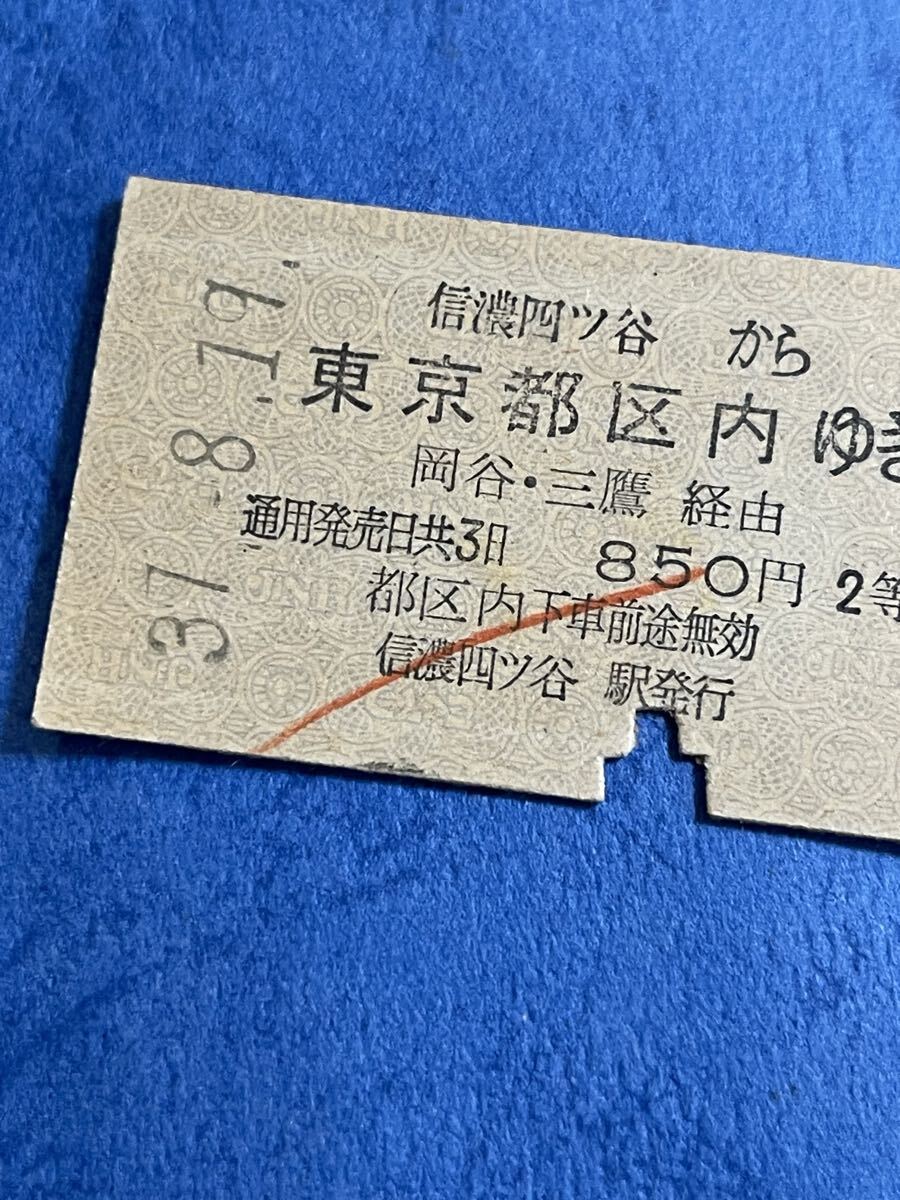 37.-8.19.
信濃四ツ谷 から
東京都区内 ゆき
岡谷・三鷹 経由
通用発売日共3日 850円 2等
都区内下車前途無効
信濃四ツ谷 駅発行